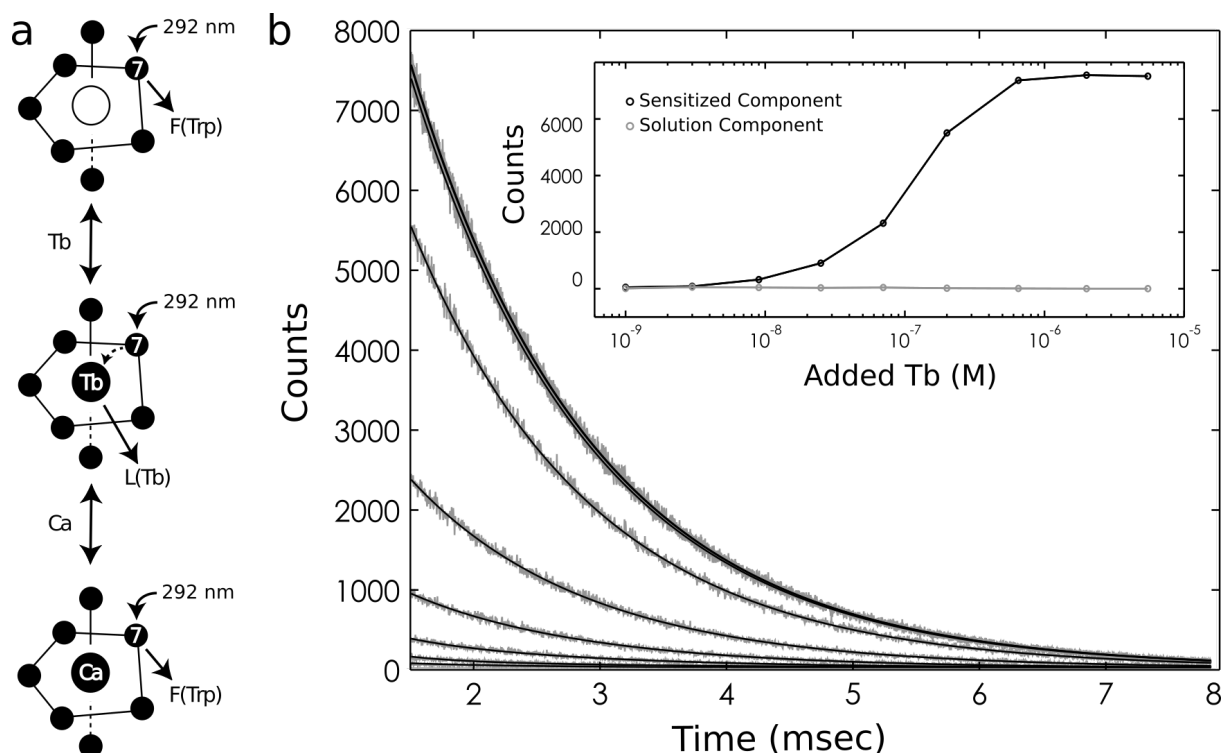 a
292 nm
7
F(Trp)
Tb
292 nm
7
Tb
L(Tb)
Ca
292 nm
7
Ca
F(Trp)
b
8000
7000
6000
5000
4000
3000
2000
1000
0
Counts
2 3 4 5 6 7 8
Time (msec)
Sensitized Component
Solution Component
6000
4000
2000
0
Counts
10⁻⁹ 10⁻⁸ 10⁻⁷ 10⁻⁶ 10⁻⁵
Added Tb (M)